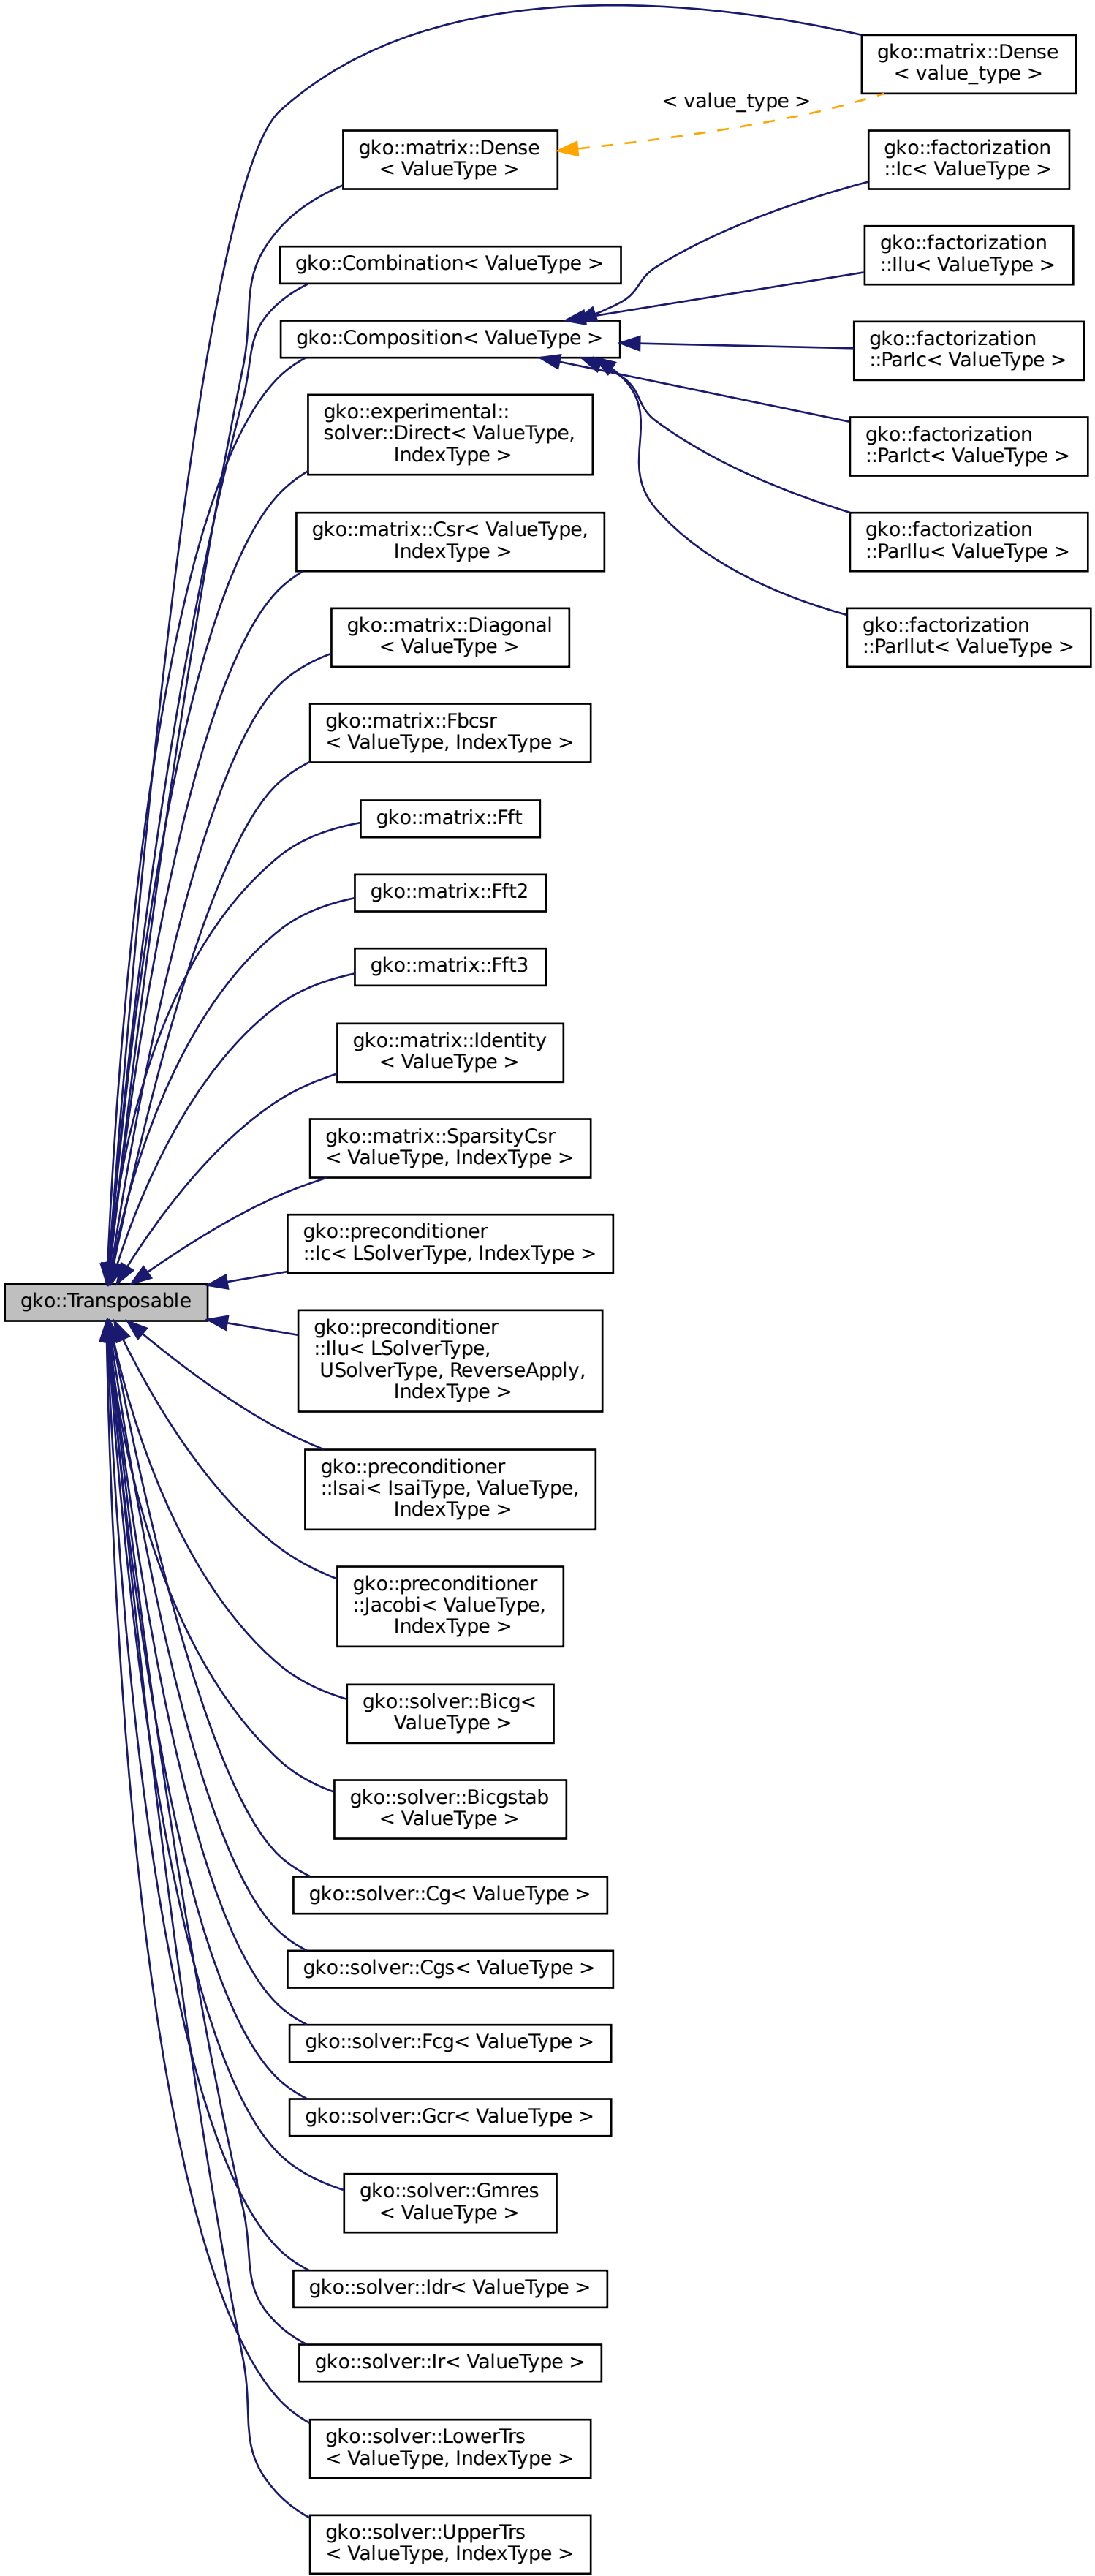 gko::matrix::Dense
< value_type >
< value_type >
gko::matrix::Dense
< ValueType >
gko::factorization
::Ic< ValueType >
gko::factorization
::Ilu< ValueType >
gko::Combination< ValueType >
gko::Composition< ValueType >
gko::factorization
::ParIc< ValueType >
gko::factorization
::ParIct< ValueType >
gko::factorization
::ParIlu< ValueType >
gko::factorization
::ParIlut< ValueType >
gko::experimental::
solver::Direct< ValueType,
IndexType >
gko::matrix::Csr< ValueType,
IndexType >
gko::matrix::Diagonal
< ValueType >
gko::matrix::Fbcsr
< ValueType, IndexType >
gko::matrix::Fft
gko::matrix::Fft2
gko::matrix::Fft3
gko::matrix::Identity
< ValueType >
gko::matrix::SparsityCsr
< ValueType, IndexType >
gko::preconditioner
::Ic< LSolverType, IndexType >
gko::Transposable
gko::preconditioner
::Ilu< LSolverType,
USolverType, ReverseApply,
IndexType >
gko::preconditioner
::Isai< IsaiType, ValueType,
IndexType >
gko::preconditioner
::Jacobi< ValueType,
IndexType >
gko::solver::Bicg<
ValueType >
gko::solver::Bicgstab
< ValueType >
gko::solver::Cg< ValueType >
gko::solver::Cgs< ValueType >
gko::solver::Fcg< ValueType >
gko::solver::Gcr< ValueType >
gko::solver::Gmres
< ValueType >
gko::solver::Idr< ValueType >
gko::solver::Ir< ValueType >
gko::solver::LowerTrs
< ValueType, IndexType >
gko::solver::UpperTrs
< ValueType, IndexType >